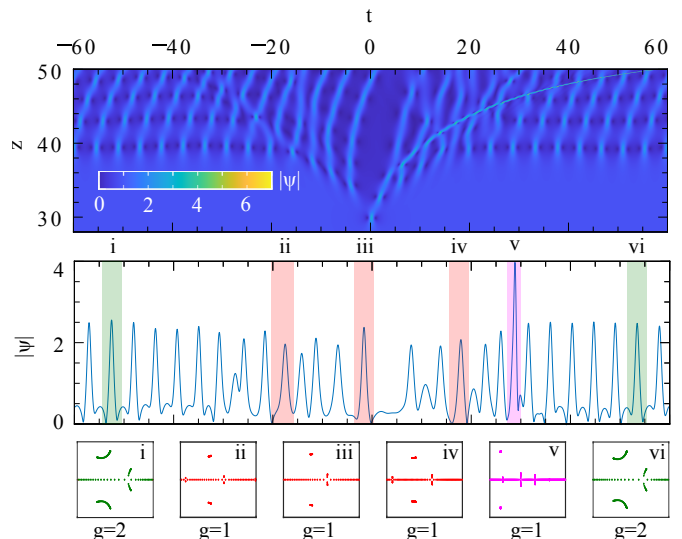 t
−60 −40 −20 0 20 40 60
50
40
30
z
|ψ|
0 2 4 6
i ii iii iv v vi
4
2
0
|ψ|
i ii iii iv v vi
g=2 g=1 g=1 g=1 g=1 g=2